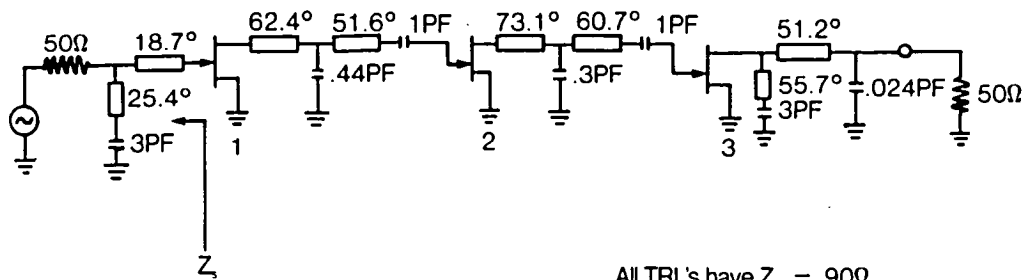 62.4° 51.6° 1PF 73.1° 60.7° 1PF
50Ω 18.7° 51.2°
.44PF .3PF 55.7° .024PF 50Ω
25.4° 3PF
3PF 1 2 3
Zs
All TRL's have Z = 90Ω